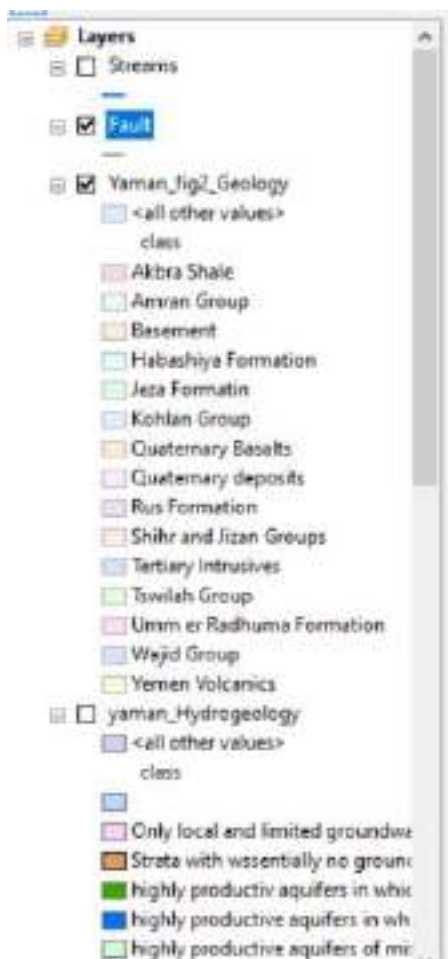 Layers
Streams
Fault
Yaman_fig2_Geology
<all other values>
class
Akbra Shale
Amran Group
Basement
Habashiya Formation
Jeza Formatin
Kohlan Group
Quaternary Basalts
Quaternary deposits
Rus Formation
Shihr and Jizan Groups
Tertiary Intrusives
Tawilah Group
Umm er Radhuma Formation
Wajid Group
Yemen Volcanics
yaman_Hydrogeology
<all other values>
class
Only local and limited groundwa
Strata with wssentially no groun
highly productiv aquifers in whic
highly productive aquifers in wh
highly productive aquifers of mi